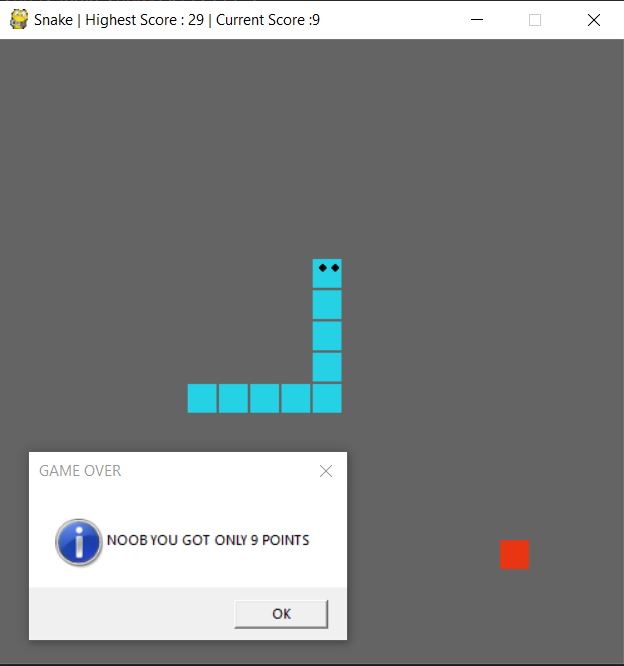 Snake | Highest Score : 29 | Current Score :9
GAME OVER
NOOB YOU GOT ONLY 9 POINTS
OK